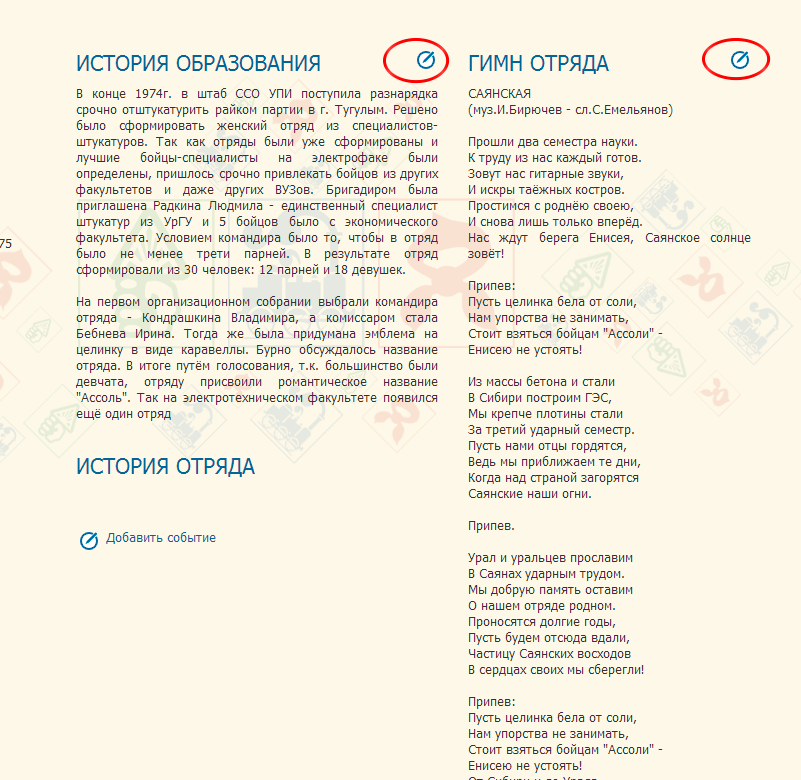 ИСТОРИЯ ОБРАЗОВАНИЯ
В конце 1974г. в штаб ССО УПИ поступила разнарядка
срочно отштукатурить райком партии в г. Тугулым. Решено
было сформировать женский отряд из специалистов-
штукатуров. Так как отряды были уже сформированы и
лучшие бойцы-специалисты на электрофаке были
определены, пришлось срочно привлекать бойцов из других
факультетов и даже других ВУЗов. Бригадиром была
приглашена Радкина Людмила - единственный специалист
штукатур из УрГУ и 5 бойцов было с экономического
факультета. Условием командира было то, чтобы в отряд
было не менее трети парней. В результате отряд
сформировали из 30 человек: 12 парней и 18 девушек.
На первом организационном собрании выбрали командира
отряда - Кондрашкина Владимира, а комиссаром стала
Бебнева Ирина. Тогда же была придумана эмблема на
целинку в виде каравеллы. Бурно обсуждалось название
отряда. В итоге путём голосования, т.к. большинство были
девчата, отряду присвоили романтическое название
"Ассоль". Так на электротехническом факультете появился
ещё один отряд
75
ИСТОРИЯ ОТРЯДА
Добавить событие
ГИМН ОТРЯДА
САЯНСКАЯ
(муз.И.Бирючев - сл.С.Емельянов)
Прошли два семестра науки.
К труду из нас каждый готов.
Зовут нас гитарные звуки,
И искры таёжных костров.
Простимся с роднёю своею,
И снова лишь только вперёд.
Нас ждут берега Енисея, Саянское солнце
зовёт!
Припев:
Пусть целинка бела от соли,
Нам упорства не занимать,
Стоит взяться бойцам "Ассоли" -
Енисею не устоять!
Из массы бетона и стали
В Сибири построим ГЭС,
Мы крепче плотины стали
За третий ударный семестр.
Пусть нами отцы гордятся,
Ведь мы приближаем те дни,
Когда над страной загорятся
Саянские наши огни.
Припев.
Урал и уральцев прославим
В Саянах ударным трудом.
Мы добрую память оставим
О нашем отряде родном.
Проносятся долгие годы,
Пусть будем отсюда вдали,
Частицу Саянских восходов
В сердцах своих мы сберегли!
Припев:
Пусть целинка бела от соли,
Нам упорства не занимать,
Стоит взяться бойцам "Ассоли" -
Енисею не устоять!